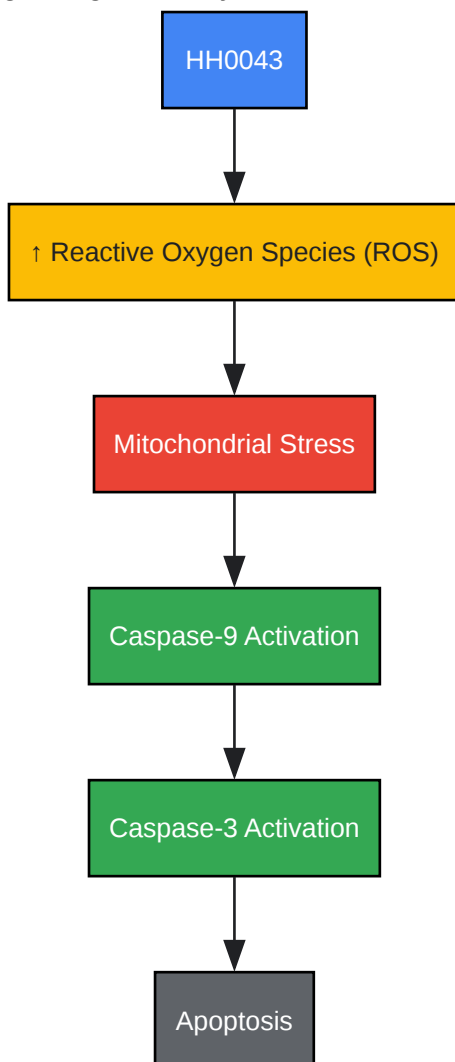 HH0043
↑ Reactive Oxygen Species (ROS)
Mitochondrial Stress
Caspase-9 Activation
Caspase-3 Activation
Apoptosis